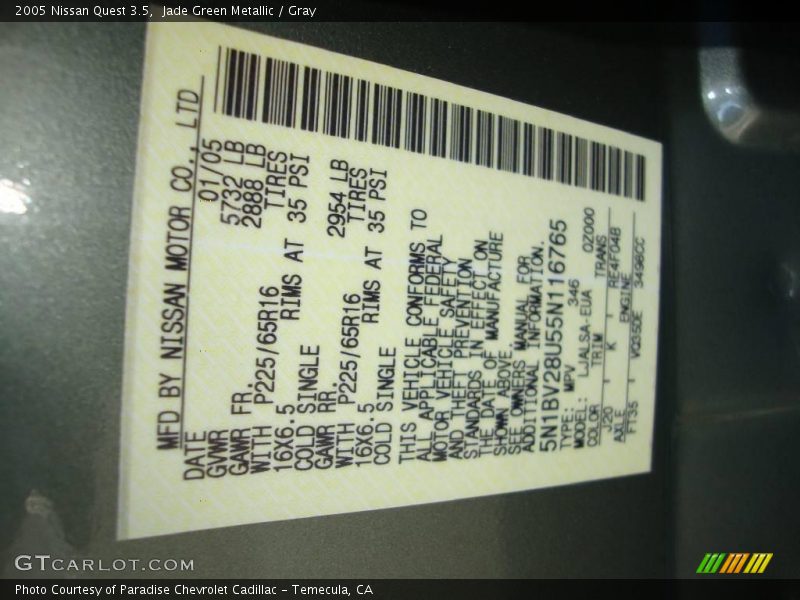 2005 Nissan Quest 3.5, Jade Green Metallic / Gray
MFD BY NISSAN MOTOR CO., LTD
DATE 01/05
GVWR 5732 LB
GAWR FR. 2888 LB
WITH P225/65R16 TIRES
16X6.5 RIMS AT 35 PSI
COLD SINGLE
GAWR RR. 2954 LB
WITH P225/65R16 TIRES
16X6.5 RIMS AT 35 PSI
COLD SINGLE
THIS VEHICLE CONFORMS TO
ALL APPLICABLE FEDERAL
MOTOR VEHICLE SAFETY
AND THEFT PREVENTION
STANDARDS IN EFFECT ON
THE DATE OF MANUFACTURE
SHOWN ABOVE.
SEE OWNERS MANUAL FOR
ADDITIONAL INFORMATION.
5N1BV28U55N116765
TYPE: MPV 346
MODEL: LJALSA-EUA 0Z000
COLOR TRIM TRANS
J20 K RE4F04B
AXLE ENGINE
FT35 VQ35DE 3498CC
GTCARLOT.COM
Photo Courtesy of Paradise Chevrolet Cadillac - Temecula, CA